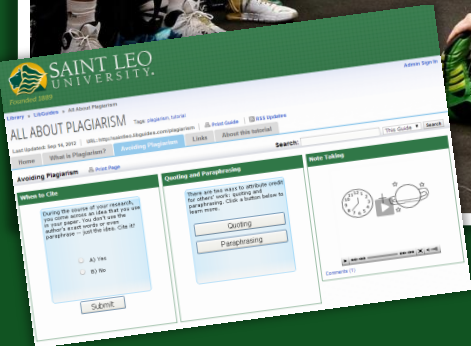 SAINT LEO
UNIVERSITY.
Founded 1889
Admin Sign In
Library » LibGuides » All About Plagiarism
ALL ABOUT PLAGIARISM Tags: plagiarism, tutorial
Last Updated: Sep 14, 2012 URL: http://saintleo.libguides.com/plagiarism Print Guide RSS Updates
Home What is Plagiarism? Avoiding Plagiarism Links About this tutorial
Avoiding Plagiarism Print Page Search: This Guide Search
When to Cite
During the course of your research,
you come across an idea that you use
in your paper. You don't use the
author's exact words or even
paraphrase -- just the idea. Cite it?
A) Yes
B) No
Submit
Quoting and Paraphrasing
There are two ways to attribute credit
for others' work: quoting and
paraphrasing. Click a button below to
learn more.
Quoting
Paraphrasing
Note Taking
Comments (1)